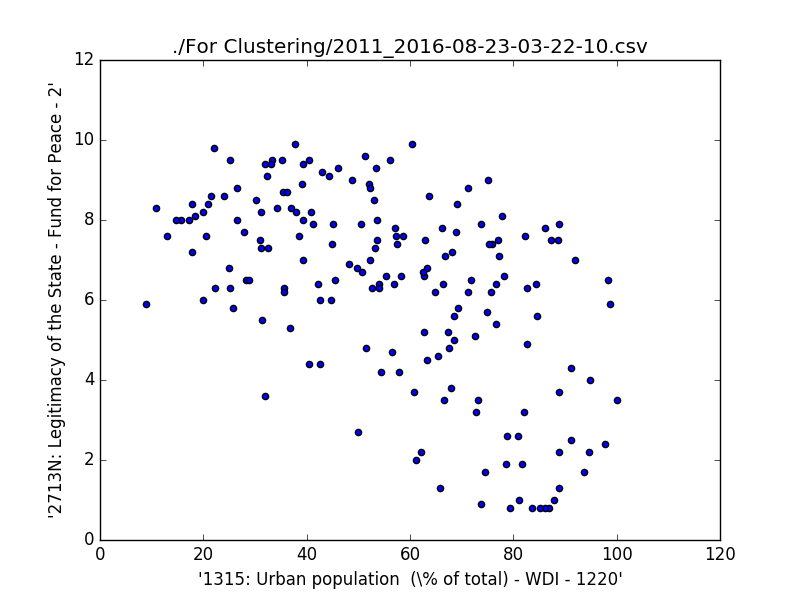 ./For Clustering/2011_2016-08-23-03-22-10.csv
'2713N: Legitimacy of the State - Fund for Peace - 2'
12
10
8
6
4
2
0
0 20 40 60 80 100 120
'1315: Urban population  (\% of total) - WDI - 1220'